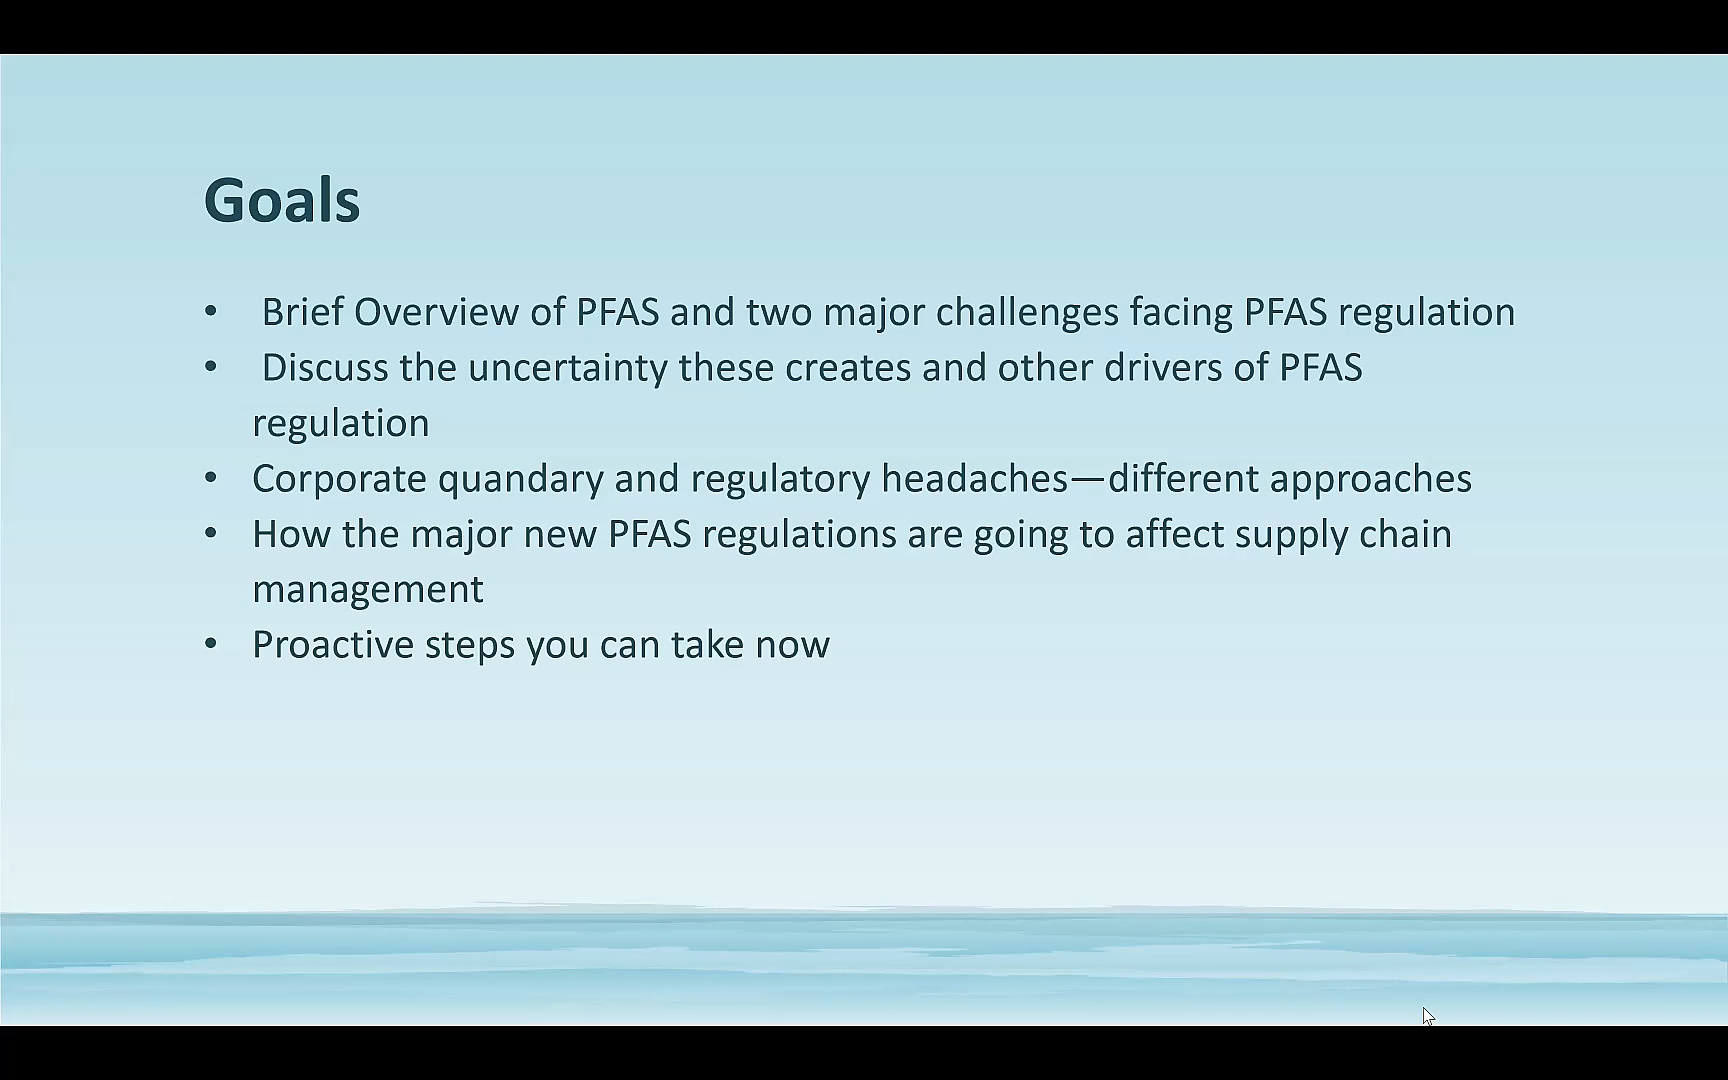 Goals
• Brief Overview of PFAS and two major challenges facing PFAS regulation
• Discuss the uncertainty these creates and other drivers of PFAS
regulation
• Corporate quandary and regulatory headaches—different approaches
• How the major new PFAS regulations are going to affect supply chain
management
• Proactive steps you can take now